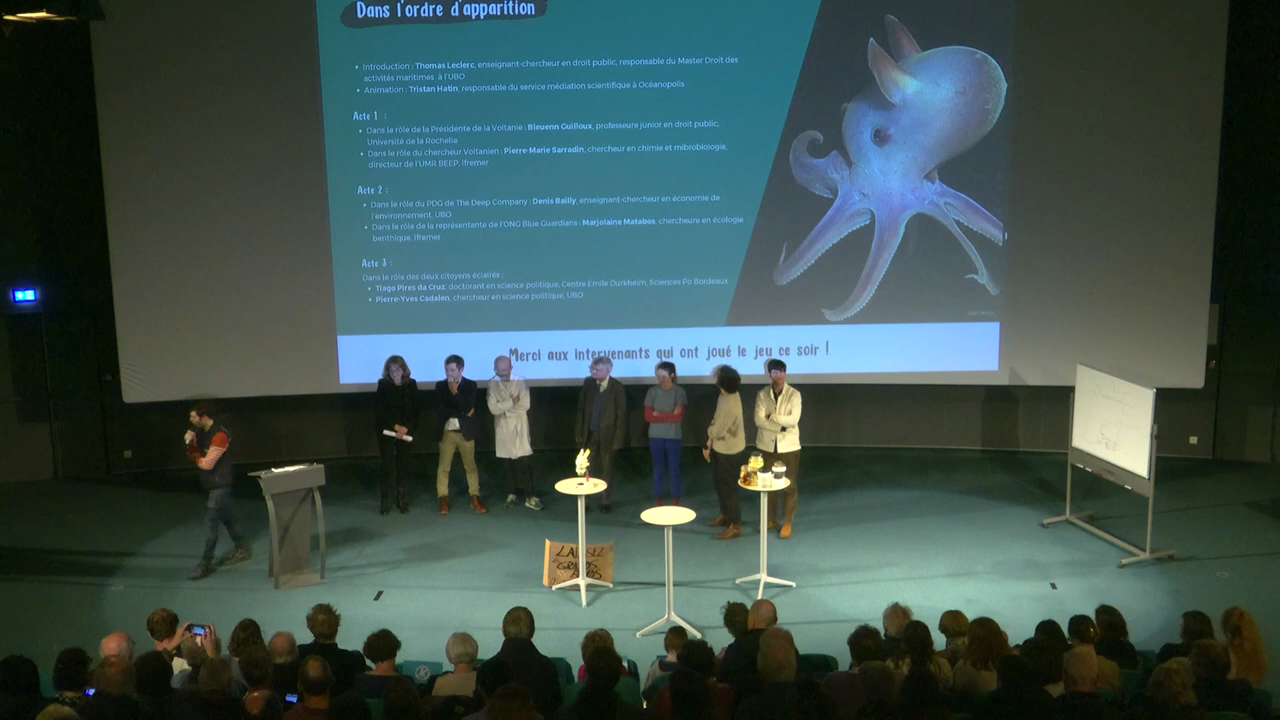 Dans l'ordre d'apparition
• Introduction : Thomas Leclerc, enseignant-chercheur en droit public, responsable du Master Droit des
activités maritimes à l'UBO
• Animation : Tristan Hatin, responsable du service médiation scientifique à Océanopolis
Acte 1 :
• Dans le rôle de la Présidente de la Voltanie : Bleuenn Guilloux, professeure junior en droit public,
Université de la Rochelle
• Dans le rôle du chercheur Voltanien : Pierre-Marie Sarradin, chercheur en chimie et mibrobiologie,
directeur de l'UMR BEEP, Ifremer
Acte 2 :
• Dans le rôle du PDG de The Deep Company : Denis Bailly, enseignant-chercheur en économie de
l'environnement, UBO
• Dans le rôle de la représentante de l'ONG Blue Guardians : Marjolaine Matabos, chercheure en écologie
benthique, Ifremer
Acte 3
Dans le rôle des deux citoyens éclairés :
• Tiago Pires da Cruz, doctorant en science politique, Centre Émile Durkheim, Sciences Po Bordeaux
• Pierre-Yves Cadalen, chercheur en science politique, UBO
Merci aux intervenants qui ont joué le jeu ce soir !
GRANDS